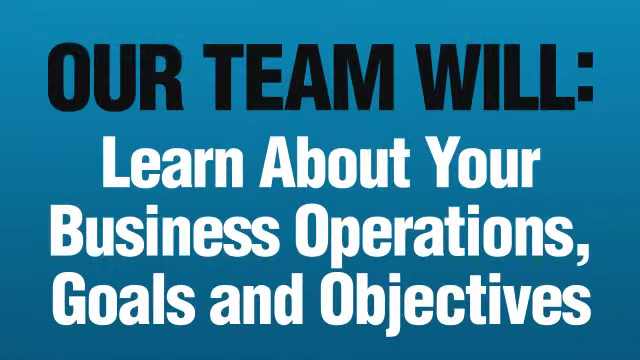 OUR TEAM WILL:
Learn About Your
Business Operations,
Goals and Objectives